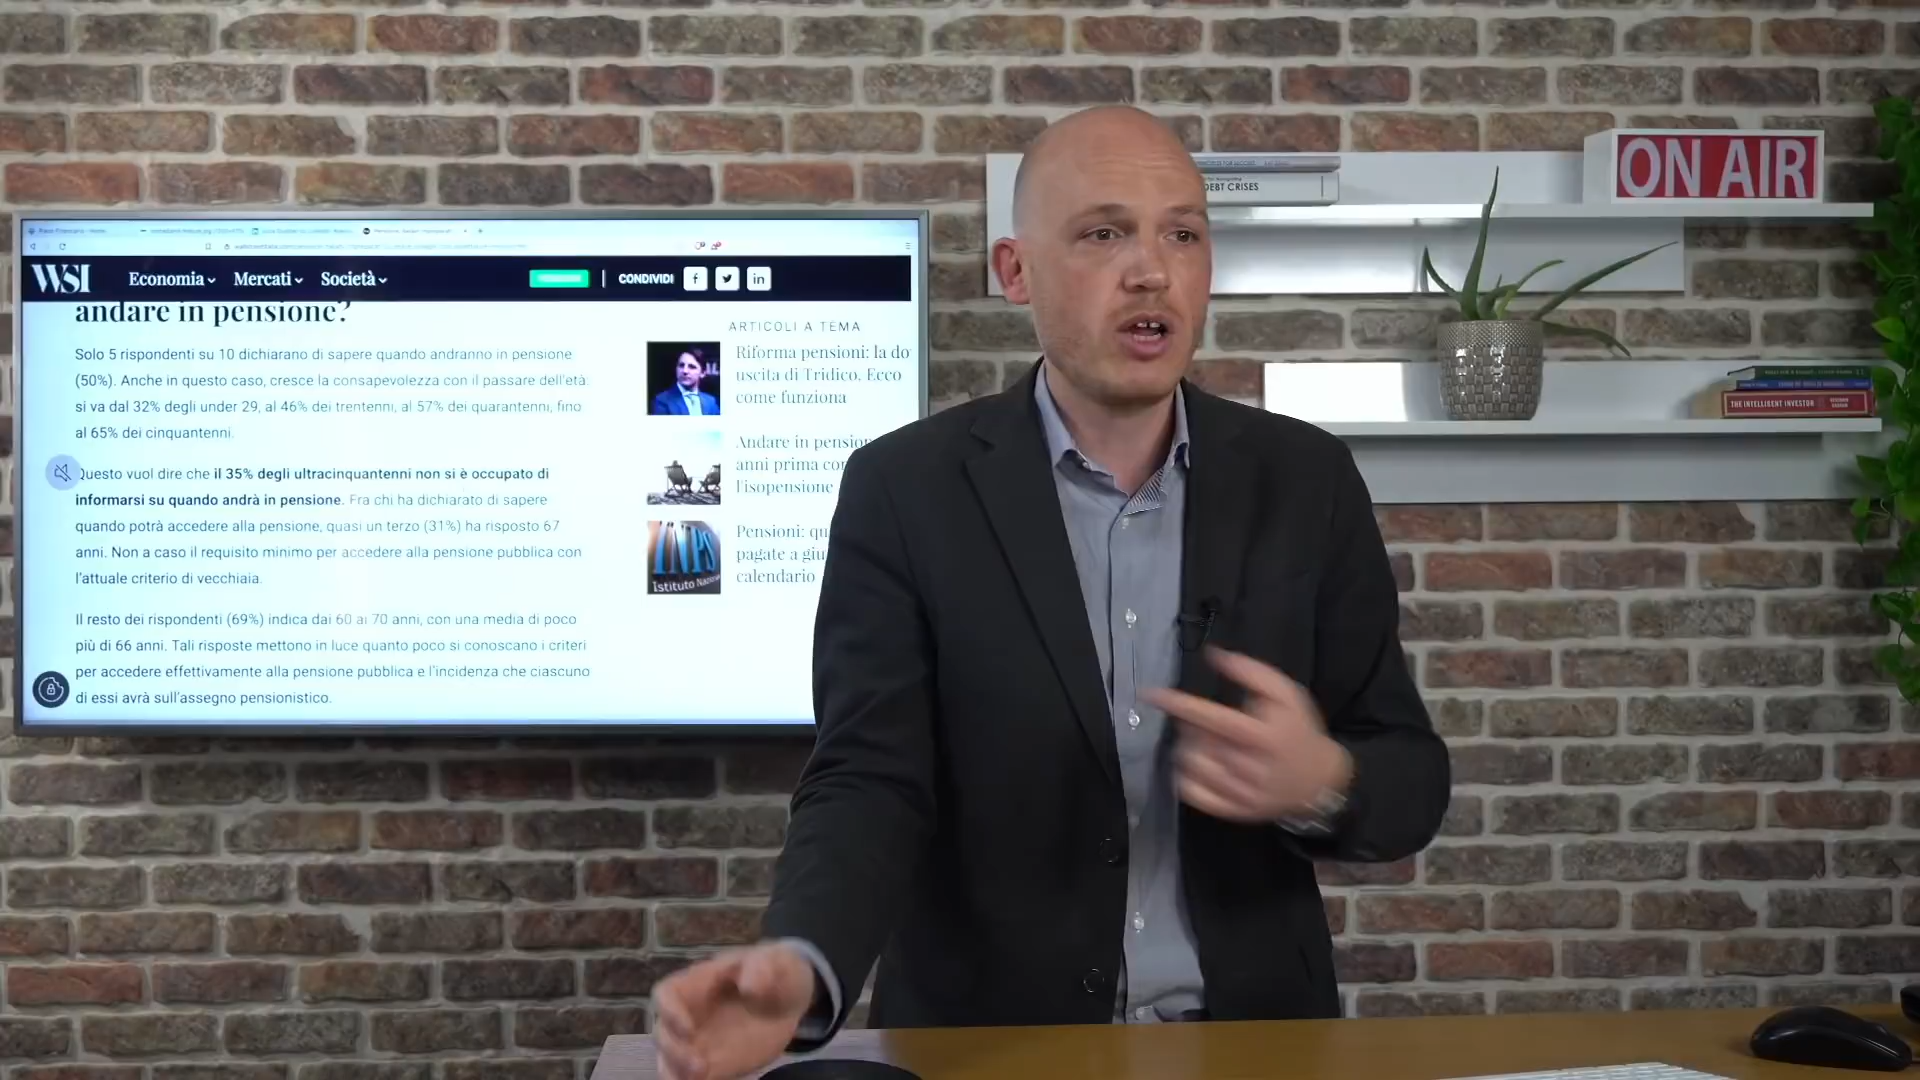 WSI Economia Mercati Società CONDIVIDI f in
andare in pensione?
Solo 5 rispondenti su 10 dichiarano di sapere quando andranno in pensione
(50%). Anche in questo caso, cresce la consapevolezza con il passare dell'età:
si va dal 32% degli under 29, al 46% dei trentenni, al 57% dei quarantenni, fino
al 65% dei cinquantenni.
Questo vuol dire che il 35% degli ultracinquantenni non si è occupato di
informarsi su quando andrà in pensione. Fra chi ha dichiarato di sapere
quando potrà accedere alla pensione, quasi un terzo (31%) ha risposto 67
anni. Non a caso il requisito minimo per accedere alla pensione pubblica con
l'attuale criterio di vecchiaia.
Il resto dei rispondenti (69%) indica dai 60 ai 70 anni, con una media di poco
più di 66 anni. Tali risposte mettono in luce quanto poco si conoscano i criteri
per accedere effettivamente alla pensione pubblica e l'incidenza che ciascuno
di essi avrà sull'assegno pensionistico.
ARTICOLI A TEMA
Riforma pensioni: la do
uscita di Tridico. Ecco
come funziona
Andare in pension
anni prima co
l'isopensione
INPS
Istituto Nazion
Pensioni: qu
pagate a giu
calendario
DEBT CRISES
ON AIR
THE INTELLIGENT INVESTOR